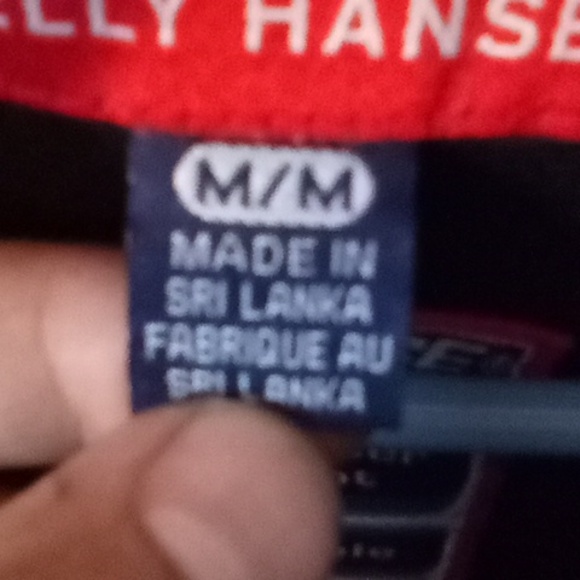 ELLY HANSE
M/M
MADE IN
SRI LANKA
FABRIQUE AU
SRI LANKA